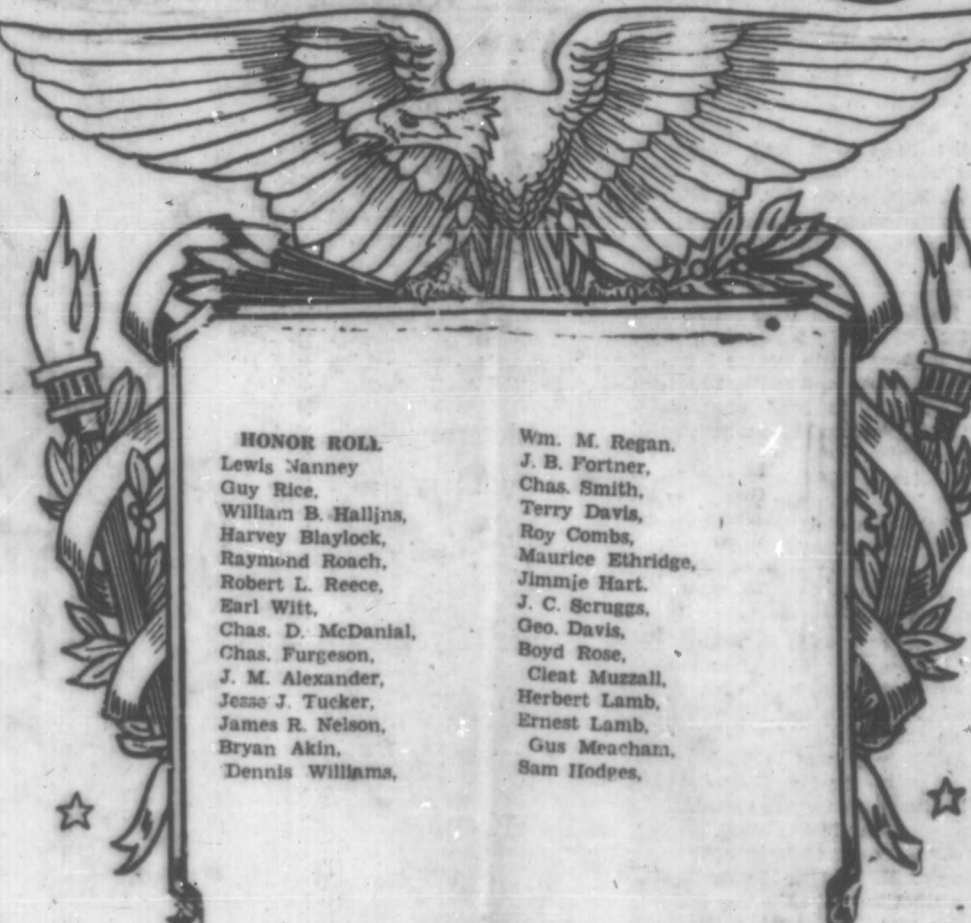 HONOR ROLL
Lewis Nanney
Guy Rice,
William B. Halljns,
Harvey Blaylock,
Raymond Roach,
Robert L. Reece,
Earl Witt,
Chas. D. McDanial,
Chas. Furgeson,
J. M. Alexander,
Jesse J. Tucker,
James R. Nelson,
Bryan Akin,
Dennis Williams,
Wm. M. Regan.
J. B. Fortner,
Chas. Smith,
Terry Davis,
Roy Combs,
Maurice Ethridge,
Jimmje Hart.
J. C. Scruggs,
Geo. Davis,
Boyd Rose,
Cleat Muzzall,
Herbert Lamb,
Ernest Lamb,
Gus Meacham,
Sam Hodges,